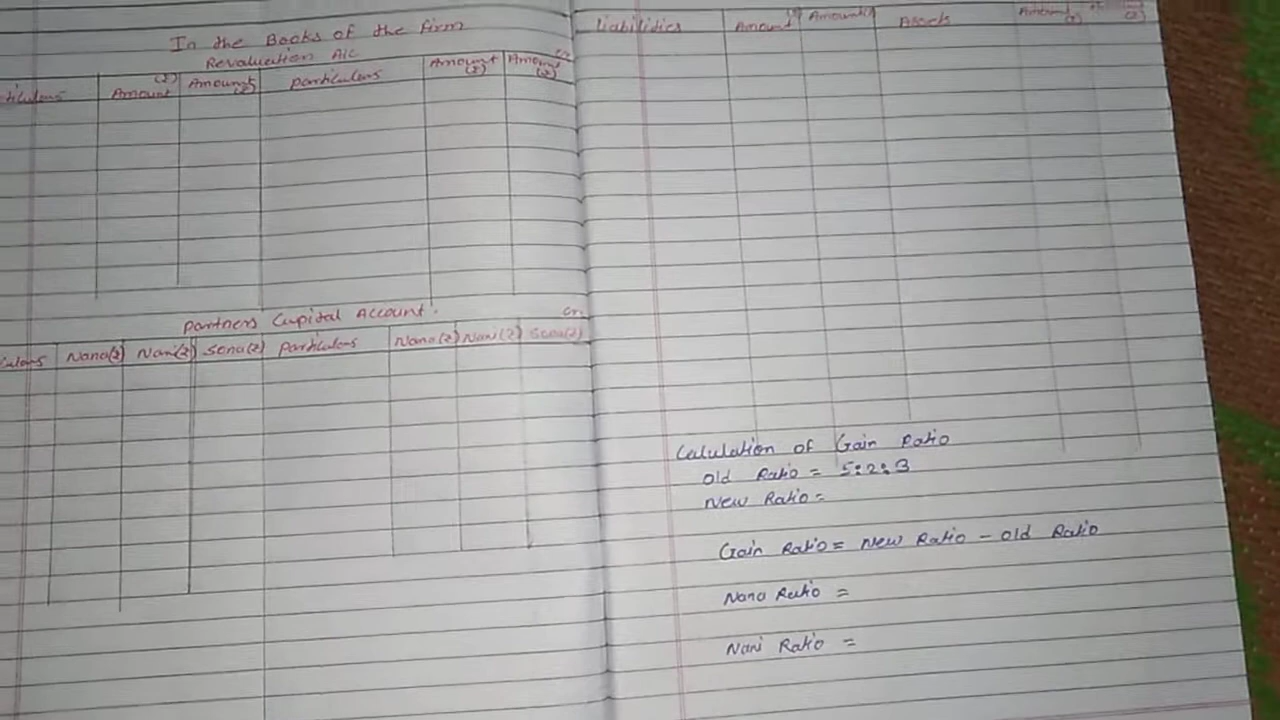 In the Books of the Firm
Revaluation A/c
Amount Amount particulars Amount Amount
Partners Capital Account
cr.
Nana(₹) Nani(₹) Sona(₹) particulars Nana(₹) Nani(₹) Sona(₹)
Liabilities Amount Amount Assets Amount
Calculation of Gain Ratio
Old Ratio = 5:2:3
New Ratio =
Gain Ratio = New Ratio - Old Ratio
Nana Ratio =
Nani Ratio =